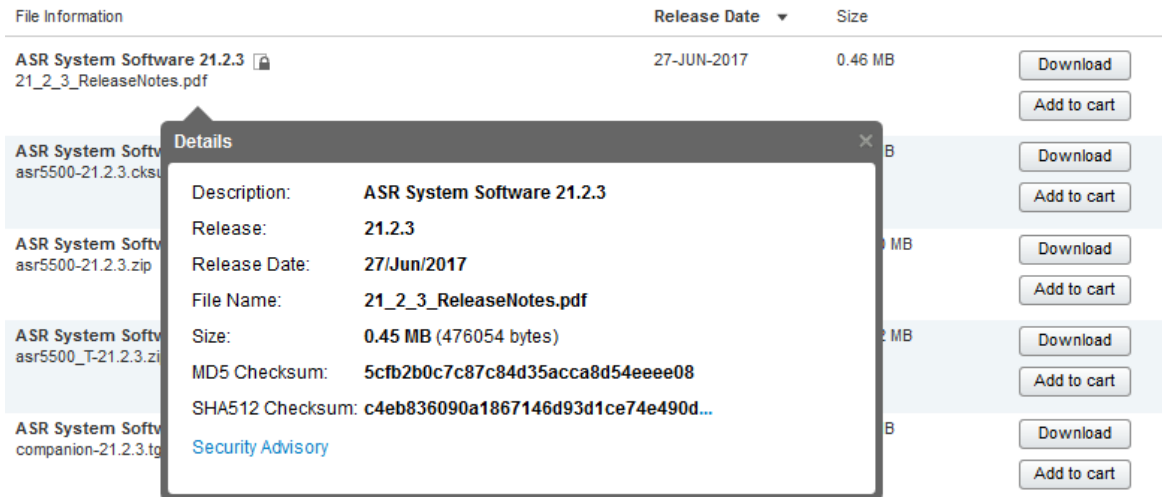 File Information Release Date Size
ASR System Software 21.2.3 27-JUN-2017 0.46 MB Download
21_2_3_ReleaseNotes.pdf
Add to cart
Details
ASR System Softw B Download
asr5500-21.2.3.cksu
Add to cart
Description: ASR System Software 21.2.3
Release: 21.2.3
ASR System Softw MB Download
asr5500-21.2.3.zip
Release Date: 27/Jun/2017
Add to cart
File Name: 21_2_3_ReleaseNotes.pdf
ASR System Softw MB Download
Size: 0.45 MB (476054 bytes)
asr5500_T-21.2.3.zi
MD5 Checksum: 5cfb2b0c7c87c84d35acca8d54eeee08
Add to cart
SHA512 Checksum: c4eb836090a1867146d93d1ce74e490d...
ASR System Softw B Download
companion-21.2.3.tg
Security Advisory
Add to cart